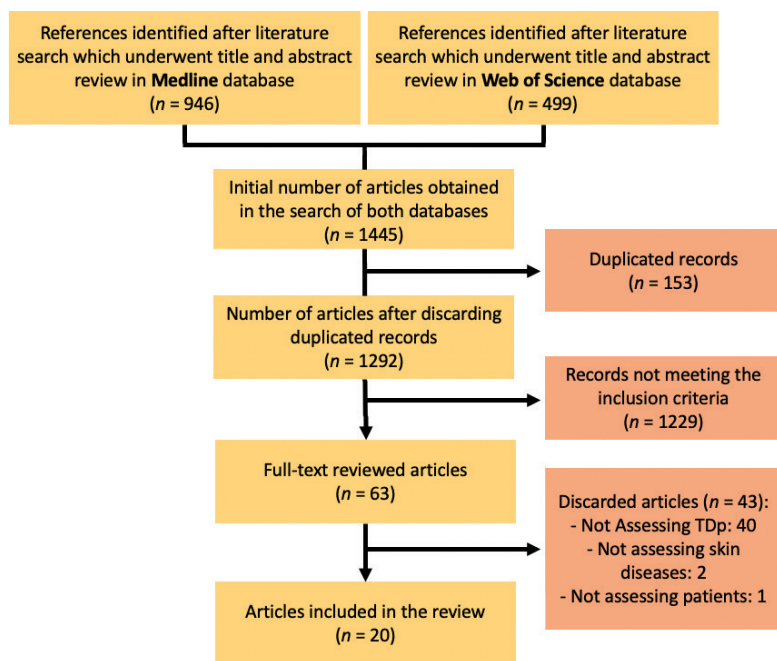 References identified after literature
search which underwent title and abstract
review in Medline database
(n = 946)
References identified after literature
search which underwent title and abstract
review in Web of Science database
(n = 499)
Initial number of articles obtained
in the search of both databases
(n = 1445)
Duplicated records
(n = 153)
Number of articles after discarding
duplicated records
(n = 1292)
Records not meeting the
inclusion criteria
(n = 1229)
Full-text reviewed articles
(n = 63)
Discarded articles (n = 43):
- Not Assessing TDp: 40
- Not assessing skin
diseases: 2
- Not assessing patients: 1
Articles included in the review
(n = 20)